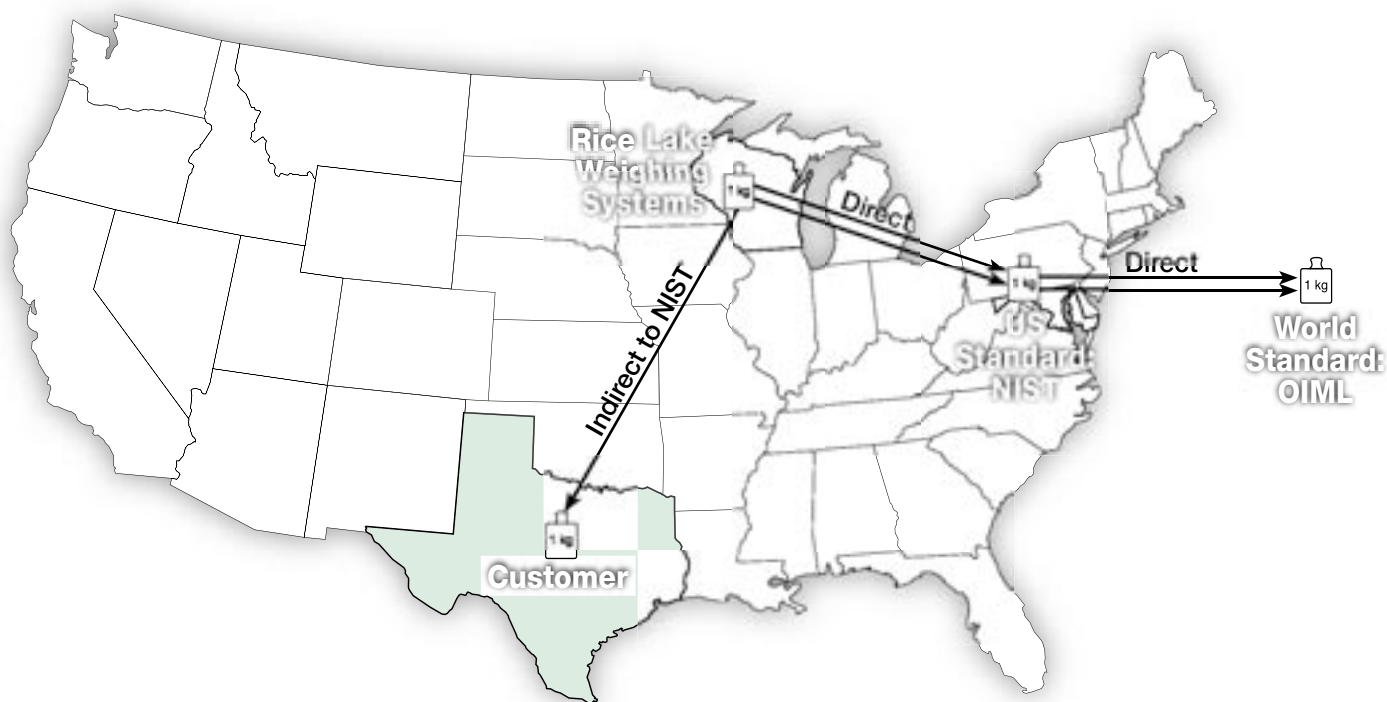 Rice Lake
Weighing
Systems
1 kg
Direct
Direct
1 kg
1 kg
US
Standard:
NIST
World
Standard:
OIML
Indirect to NIST
1 kg
Customer